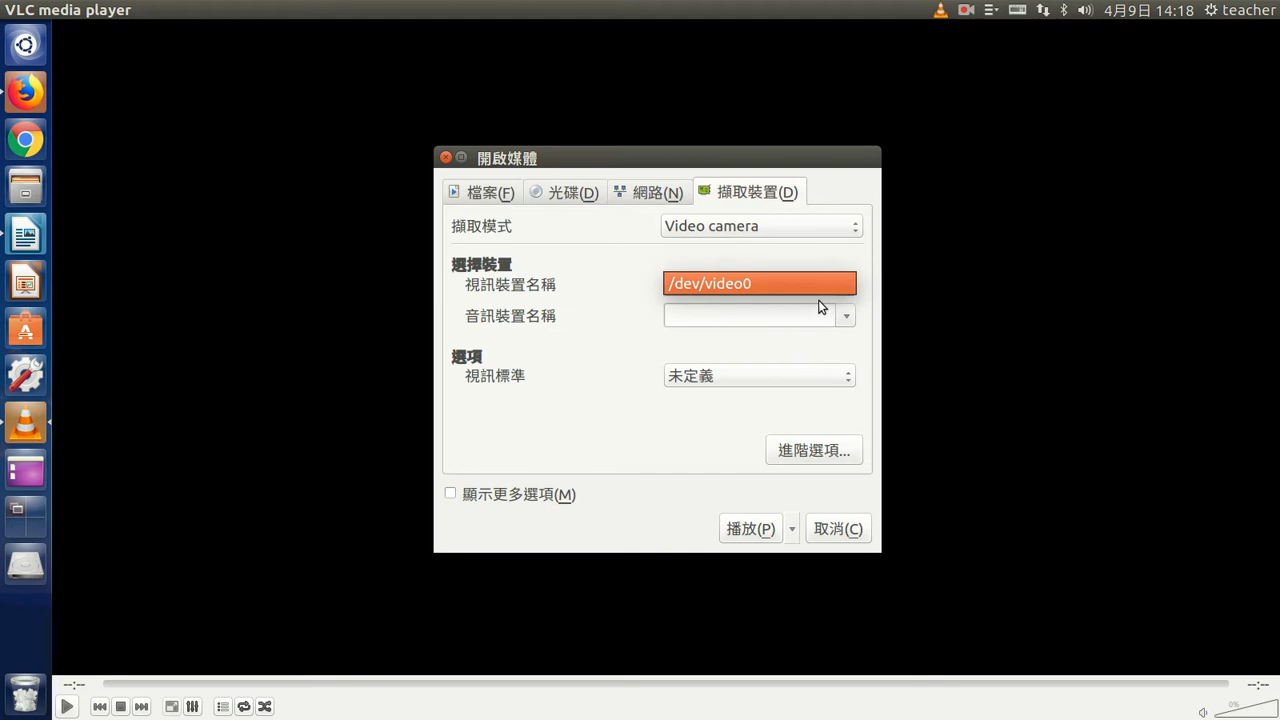 VLC media player
4月9日 14:18
teacher
開啟媒體
檔案(F)
光碟(D)
網路(N)
擷取裝置(D)
擷取模式
Video camera
選擇裝置
視訊裝置名稱
/dev/video0
音訊裝置名稱
選項
視訊標準
未定義
進階選項...
顯示更多選項(M)
播放(P)
取消(C)
--:--
--:--
0%